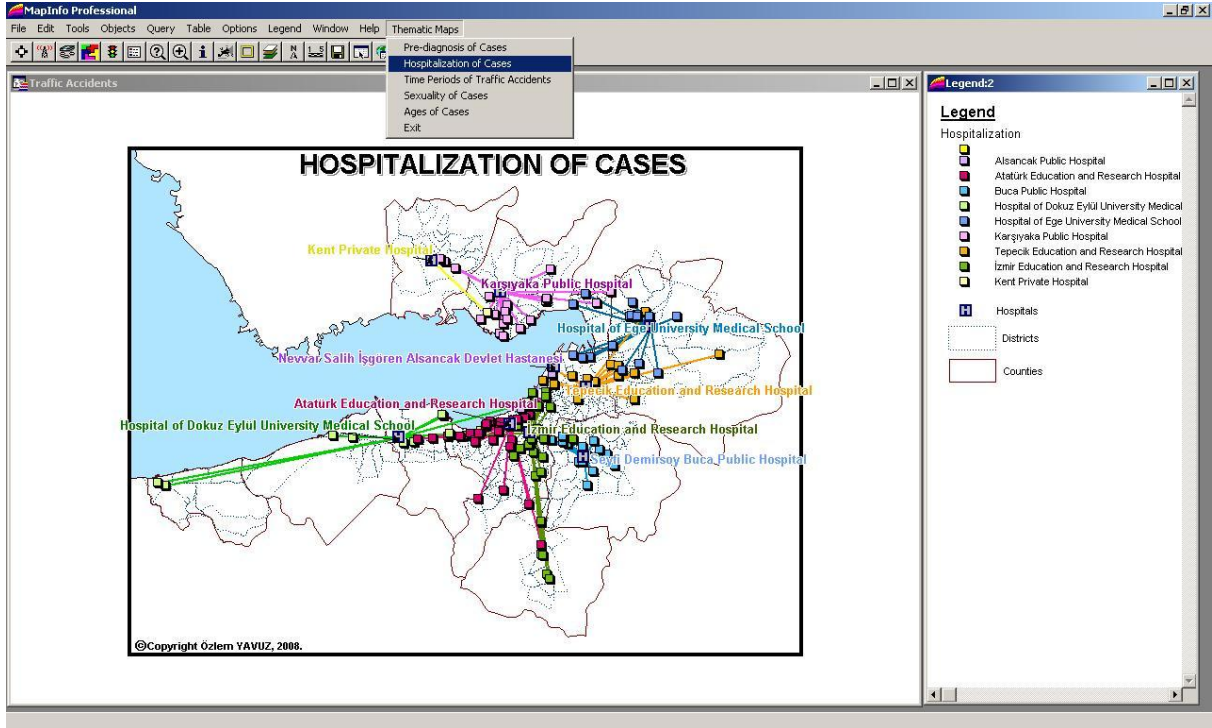 MapInfo Professional
File Edit Tools Objects Query Table Options Legend Window Help Thematic Maps
Pre-diagnosis of Cases
Hospitalization of Cases
Time Periods of Traffic Accidents
Sexuality of Cases
Ages of Cases
Exit
Traffic Accidents
HOSPITALIZATION OF CASES
Kent Private Hospital
Karşıyaka Public Hospital
Hospital of Ege University Medical School
Nevvar Salih İşgören Alsancak Devlet Hastanesi
Tepecik Education and Research Hospital
Atatürk Education and Research Hospital
Hospital of Dokuz Eylül University Medical School
İzmir Education and Research Hospital
Seyfi Demirsoy Buca Public Hospital
©Copyright Özlem YAVUZ, 2008.
Legend:2
Legend
Hospitalization
Alsancak Public Hospital
Atatürk Education and Research Hospital
Buca Public Hospital
Hospital of Dokuz Eylül University Medical
Hospital of Ege University Medical School
Karşıyaka Public Hospital
Tepecik Education and Research Hospital
İzmir Education and Research Hospital
Kent Private Hospital
H Hospitals
Districts
Counties